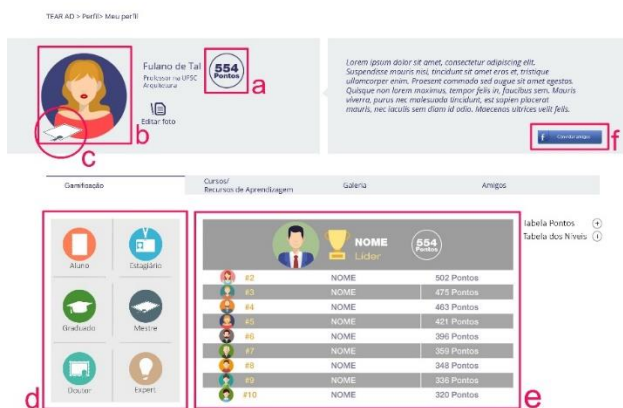 TEAR AD > Perfil> Meu perfil
Fulano de Tal
Professor na UFSC
Arquitetura
554
Pontos
a
Editar foto
b
c
Lorem ipsum dolor sit amet, consectetur adipiscing elit.
Suspendisse mauris nisi, tincidunt sit amet eros et, tristique
ullamcorper enim. Praesent commodo sed augue sit amet egestas.
Quisque non lorem maximus, tempor felis in, faucibus sem. Mauris
viverra, purus nec malesuada tincidunt, est sapien placerat
mauris, nec iaculis sem diam id odio. Maecenas ultrices velit felis.
f Convidar amigos
f
Gamificação
Cursos/
Recursos de Aprendizagem
Galeria
Amigos
Aluno
Estagiário
Graduado
Mestre
Doutor
Expert
d
NOME
Líder
554
Pontos
#2 NOME 502 Pontos
#3 NOME 475 Pontos
#4 NOME 463 Pontos
#5 NOME 421 Pontos
#6 NOME 396 Pontos
#7 NOME 359 Pontos
#8 NOME 348 Pontos
#9 NOME 336 Pontos
#10 NOME 320 Pontos
e
Tabela Pontos +
Tabela dos Níveis i